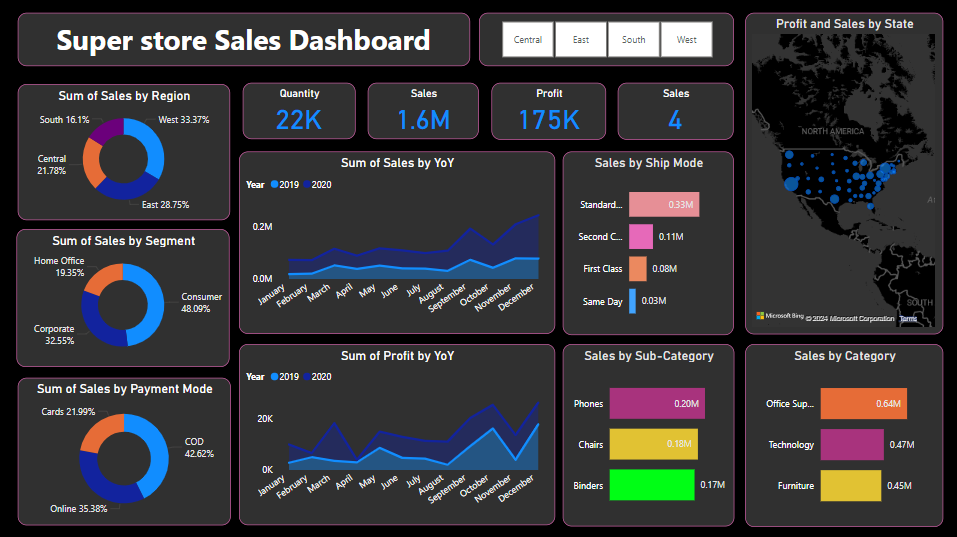 Super store Sales Dashboard
Central
East
South
West
Profit and Sales by State
NORTH AMERICA
SOUTH
Microsoft Bing
© 2024 Microsoft Corporation
Terms
Sum of Sales by Region
South 16.1%
West 33.37%
Central
21.78%
East 28.75%
Quantity
22K
Sales
1.6M
Profit
175K
Sales
4
Sum of Sales by YoY
Year 2019 2020
0.2M
0.0M
January
February
March
April
May
June
July
August
September
October
November
December
Sales by Ship Mode
Standard... 0.33M
Second C... 0.11M
First Class 0.08M
Same Day 0.03M
Sum of Sales by Segment
Home Office
19.35%
Consumer
48.09%
Corporate
32.55%
Sum of Sales by Payment Mode
Cards 21.99%
COD
42.62%
Online 35.38%
Sum of Profit by YoY
Year 2019 2020
20K
0K
January
February
March
April
May
June
July
August
September
October
November
December
Sales by Sub-Category
Phones 0.20M
Chairs 0.18M
Binders 0.17M
Sales by Category
Office Sup... 0.64M
Technology 0.47M
Furniture 0.45M